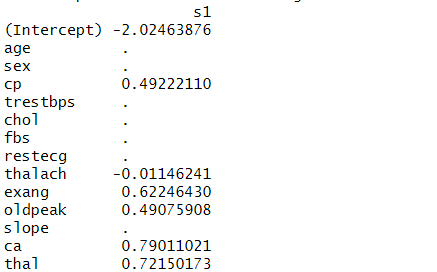 s1
(Intercept) -2.02463876
age .
sex .
cp 0.49222110
trestbps .
chol .
fbs .
restecg .
thalach -0.01146241
exang 0.62246430
oldpeak 0.49075908
slope .
ca 0.79011021
thal 0.72150173